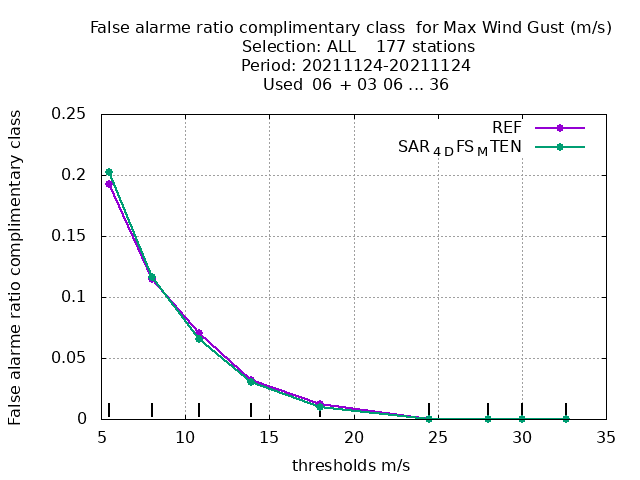 False alarme ratio complimentary class  for Max Wind Gust (m/s)
Selection: ALL    177 stations
Period: 20211124-20211124
Used  06  + 03 06 ... 36
False alarme ratio complimentary class
0.25
0.2
0.15
0.1
0.05
0
REF
SAR4DFSMTEN
5 10 15 20 25 30 35
thresholds m/s